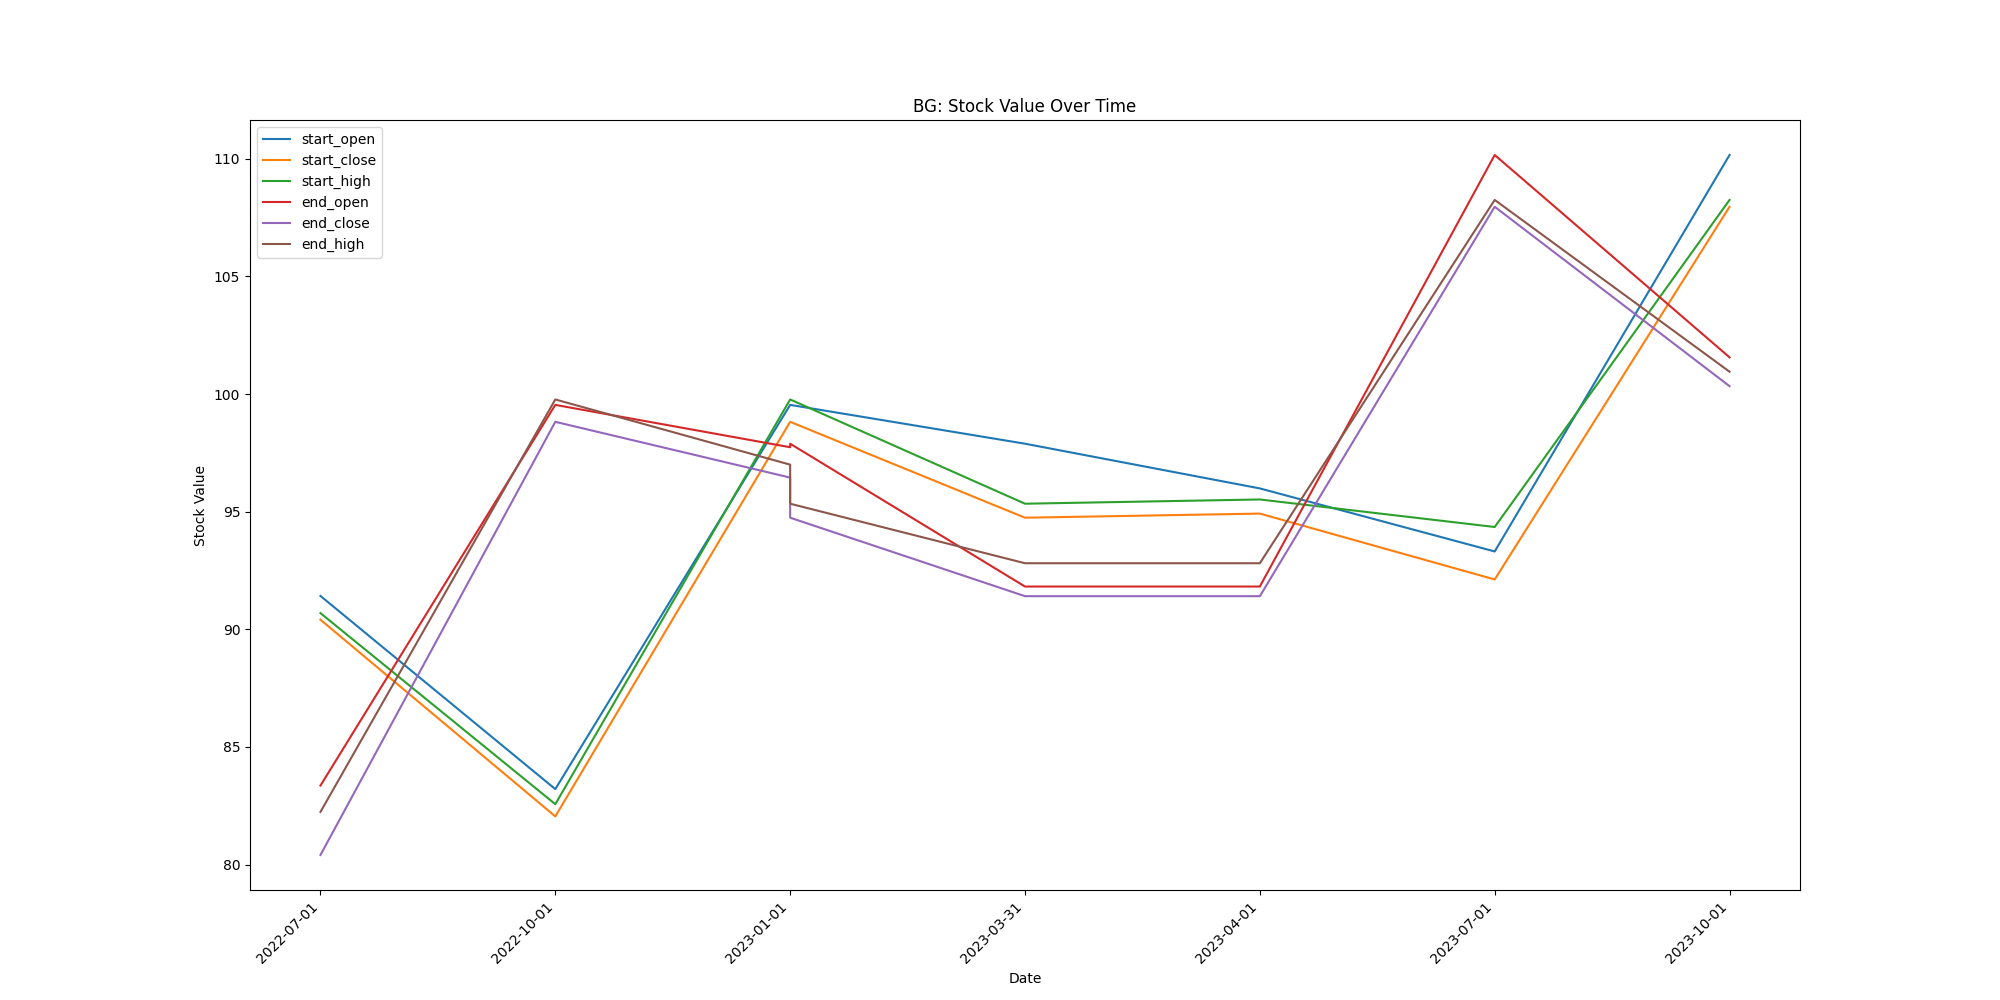 BG: Stock Value Over Time
start_open
start_close
start_high
end_open
end_close
end_high
110
105
100
95
90
85
80
Stock Value
2022-07-01
2022-10-01
2023-01-01
2023-03-31
2023-04-01
2023-07-01
2023-10-01
Date